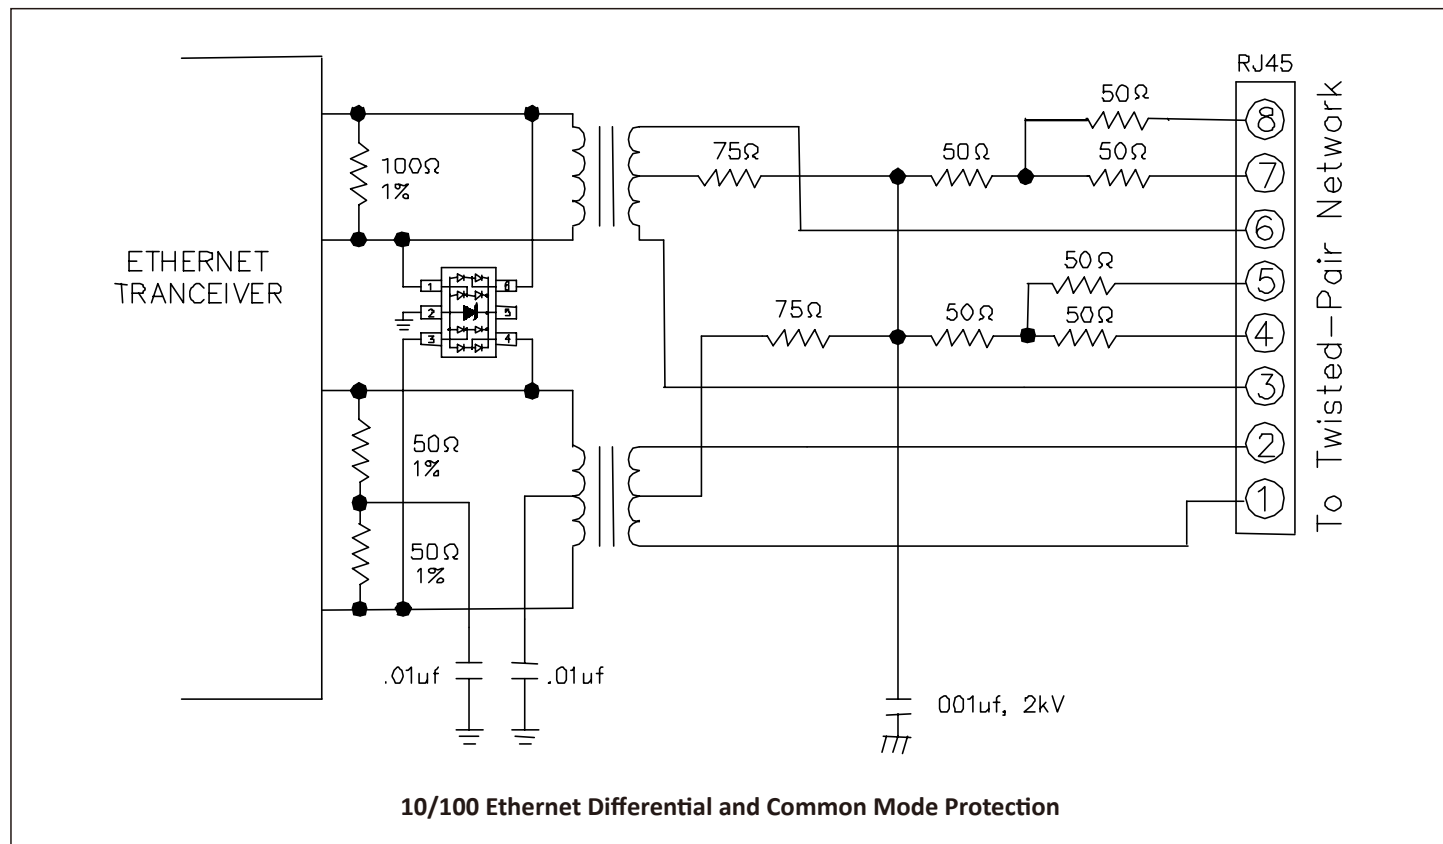 RJ45
50Ω
8
75Ω
50Ω
50Ω
7
100Ω
1%
6
ETHERNET
TRANCEIVER
50Ω
5
1
6
2
5
3
4
75Ω
50Ω
50Ω
4
3
50Ω
1%
2
1
50Ω
1%
To Twisted-Pair Network
.01uf
.01uf
001uf, 2kV
10/100 Ethernet Differential and Common Mode Protection